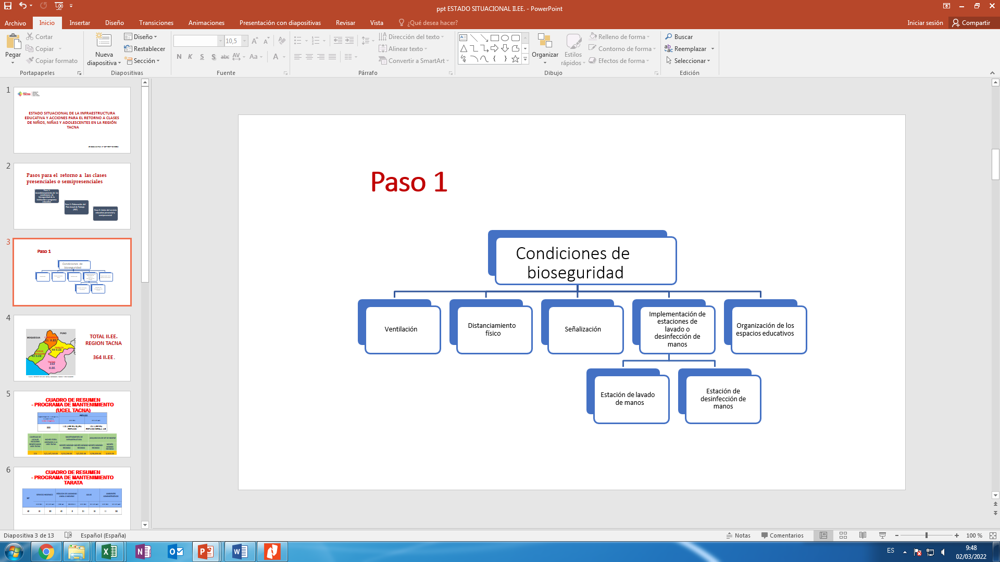 ppt ESTADO SITUACIONAL II.EE. - PowerPoint
Archivo
Inicio
Insertar
Diseño
Transiciones
Animaciones
Presentación con diapositivas
Revisar
Vista
¿Qué desea hacer?
Iniciar sesión
Compartir
Pegar
Cortar
Copiar
Copiar formato
Portapapeles
Nueva
diapositiva
Diseño
Restablecer
Sección
Diapositivas
10,5
N K S S abc AV Aa A
Fuente
Dirección del texto
Alinear texto
Convertir a SmartArt
Párrafo
Organizar
Estilos
rápidos
Relleno de forma
Contorno de forma
Efectos de forma
Dibujo
Buscar
Reemplazar
Seleccionar
Edición
1
TACNA
ESTADO SITUACIONAL DE LA INFRAESTRUCTURA
EDUCATIVA Y ACCIONES PARA EL RETORNO A CLASES
DE NIÑOS, NIÑAS Y ADOLESCENTES EN LA REGIÓN
TACNA
2
Pasos para el retorno a las clases
presenciales o semipresenciales
3
Paso 1
Condiciones de
bioseguridad
4
PUNO
MOQUEGUA
TOTAL II.EE.
REGION TACNA
364 II.EE.
5
CUADRO DE RESUMEN
- PROGRAMA DE MANTENIMIENTO
(UGEL TACNA)
6
CUADRO DE RESUMEN
- PROGRAMA DE MANTENIMIENTO
TARATA
Paso 1
Condiciones de
bioseguridad
Ventilación
Distanciamiento
físico
Señalización
Implementación de
estaciones de
lavado o
desinfección de
manos
Organización de los
espacios educativos
Estación de lavado
de manos
Estación de
desinfección de
manos
Diapositiva 3 de 13
Español (España)
Notas
Comentarios
100 %
ES
9:48
02/03/2022